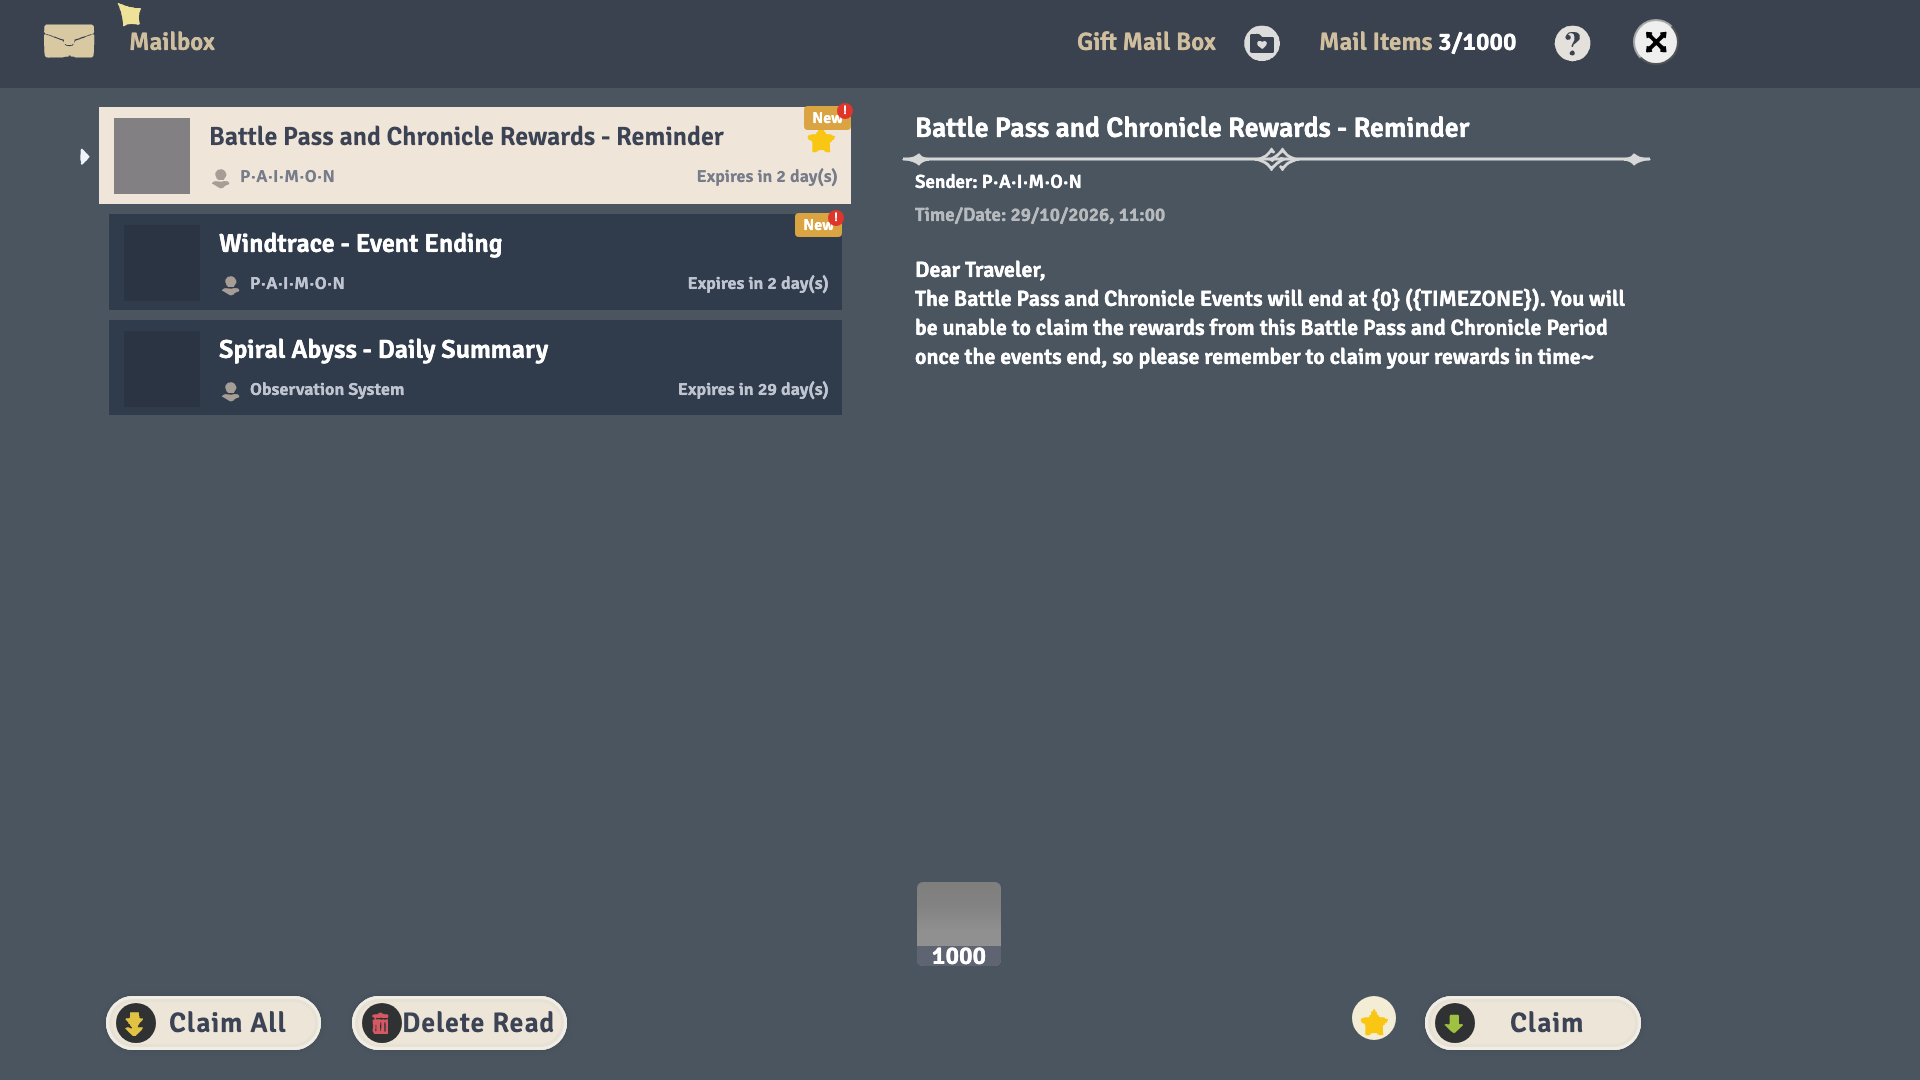 Mailbox
Gift Mail Box
Mail Items 3/1000
?
New
!
Battle Pass and Chronicle Rewards - Reminder
P·A·I·M·O·N
Expires in 2 day(s)
New
!
Windtrace - Event Ending
P·A·I·M·O·N
Expires in 2 day(s)
Spiral Abyss - Daily Summary
Observation System
Expires in 29 day(s)
Battle Pass and Chronicle Rewards - Reminder
Sender: P·A·I·M·O·N
Time/Date: 29/10/2026, 11:00
Dear Traveler,
The Battle Pass and Chronicle Events will end at {0} ({TIMEZONE}). You will
be unable to claim the rewards from this Battle Pass and Chronicle Period
once the events end, so please remember to claim your rewards in time~
1000
Claim All
Delete Read
Claim